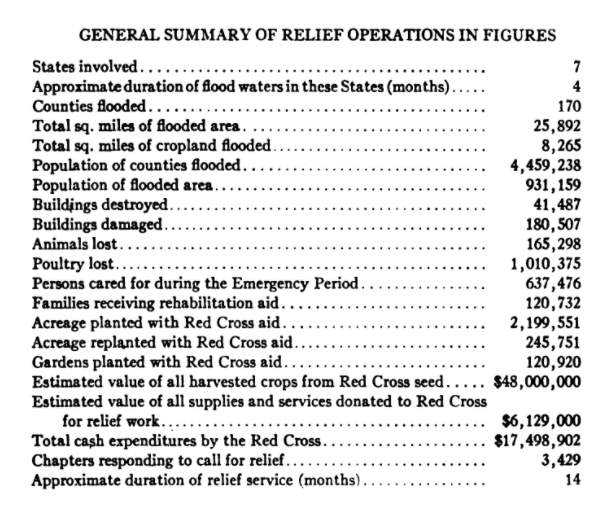 GENERAL SUMMARY OF RELIEF OPERATIONS IN FIGURES
States involved........................................... 7
Approximate duration of flood waters in these States (months)..... 4
Counties flooded.......................................... 170
Total sq. miles of flooded area............................... 25,892
Total sq. miles of cropland flooded........................... 8,265
Population of counties flooded............................... 4,459,238
Population of flooded area................................... 931,159
Buildings destroyed........................................ 41,487
Buildings damaged......................................... 180,507
Animals lost.............................................. 165,298
Poultry lost............................................... 1,010,375
Persons cared for during the Emergency Period................ 637,476
Families receiving rehabilitation aid.......................... 120,732
Acreage planted with Red Cross aid.......................... 2,199,551
Acreage replanted with Red Cross aid........................ 245,751
Gardens planted with Red Cross aid.......................... 120,920
Estimated value of all harvested crops from Red Cross seed..... $48,000,000
Estimated value of all supplies and services donated to Red Cross
for relief work......................................... $6,129,000
Total cash expenditures by the Red Cross..................... $17,498,902
Chapters responding to call for relief......................... 3,429
Approximate duration of relief service (months)................ 14